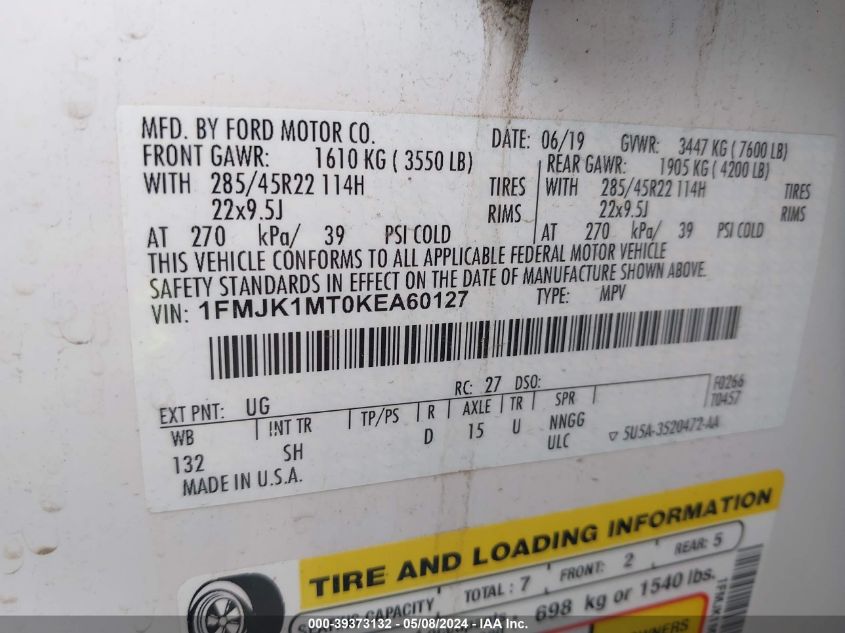 MFD. BY FORD MOTOR CO. DATE: 06/19 GVWR: 3447 KG ( 7600 LB)
FRONT GAWR: 1610 KG ( 3550 LB) REAR GAWR: 1905 KG ( 4200 LB)
WITH 285/45R22 114H TIRES WITH 285/45R22 114H TIRES
22x9.5J RIMS 22x9.5J RIMS
AT 270 kPa/ 39 PSI COLD AT 270 kPa/ 39 PSI COLD
THIS VEHICLE CONFORMS TO ALL APPLICABLE FEDERAL MOTOR VEHICLE
SAFETY STANDARDS IN EFFECT ON THE DATE OF MANUFACTURE SHOWN ABOVE.
VIN: 1FMJK1MT0KEA60127 TYPE: MPV
EXT PNT: UG RC: 27 DSO: F0266
T0457
WB INT TR TP/PS R AXLE TR SPR
132 SH D 15 U NNGG
ULC 5U5A-3520472-AA
MADE IN U.S.A.
TIRE AND LOADING INFORMATION
CAPACITY TOTAL : 7 FRONT: 2 REAR: 5
698 kg or 1540 lbs.
OWNERS
000-39373132 - 05/08/2024 - IAA Inc.